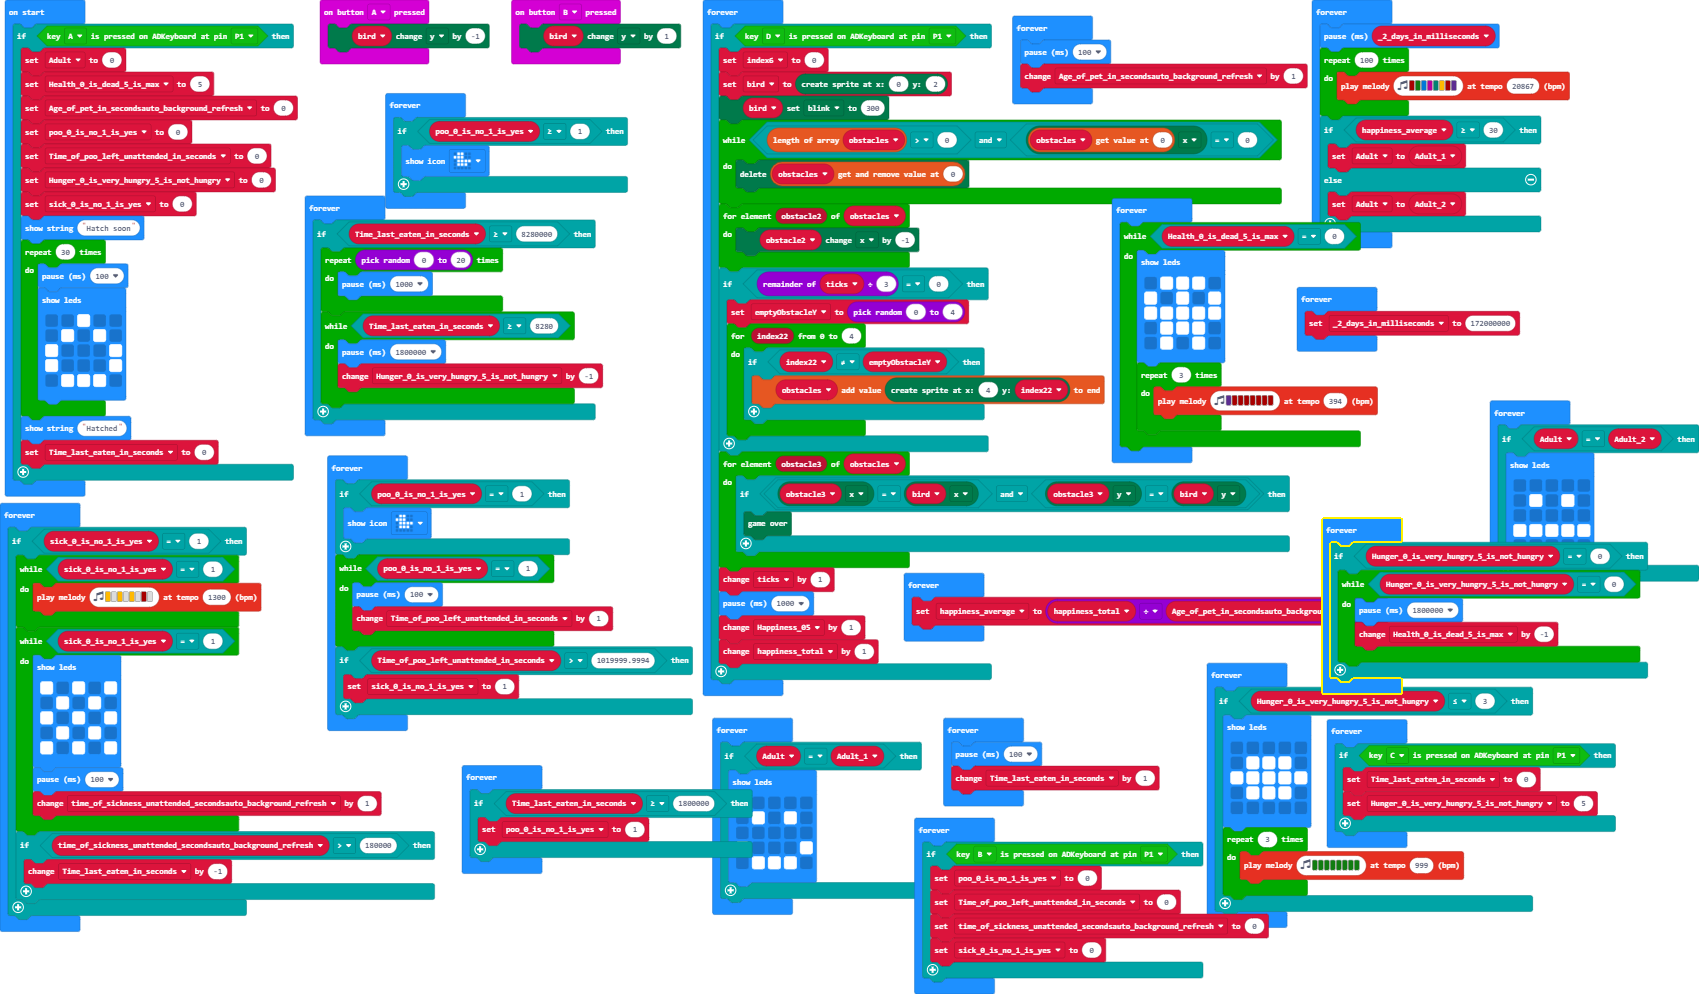 on start
if key A is pressed on ADKeyboard at pin P1 then
set Adult to 0
set Health_0_is_dead_5_is_max to 5
set Age_of_pet_in_secondsauto_background_refresh to 0
set poo_0_is_no_1_is_yes to 0
set Time_of_poo_left_unattended_in_seconds to 0
set Hunger_0_is_very_hungry_5_is_not_hungry to 0
set sick_0_is_no_1_is_yes to 0
show string "Hatch soon"
repeat 30 times
do pause (ms) 100
show leds
show string "Hatched"
set Time_last_eaten_in_seconds to 0
on button A pressed
bird change y by -1
on button B pressed
bird change y by 1
forever
if poo_0_is_no_1_is_yes ≥ 1 then
show icon
forever
if Time_last_eaten_in_seconds ≥ 8280000 then
repeat pick random 0 to 20 times
do pause (ms) 1000
while Time_last_eaten_in_seconds ≥ 8280
do pause (ms) 1800000
change Hunger_0_is_very_hungry_5_is_not_hungry by -1
forever
if poo_0_is_no_1_is_yes = 1 then
show icon
while poo_0_is_no_1_is_yes = 1
do pause (ms) 100
change Time_of_poo_left_unattended_in_seconds by 1
if Time_of_poo_left_unattended_in_seconds > 1019999.9994 then
set sick_0_is_no_1_is_yes to 1
forever
if sick_0_is_no_1_is_yes = 1 then
while sick_0_is_no_1_is_yes = 1
do play melody at tempo 1300 (bpm)
while sick_0_is_no_1_is_yes = 1
do show leds
pause (ms) 100
change time_of_sickness_unattended_secondsauto_background_refresh by 1
if time_of_sickness_unattended_secondsauto_background_refresh > 180000 then
change Time_last_eaten_in_seconds by -1
forever
if Time_last_eaten_in_seconds ≥ 1800000 then
set poo_0_is_no_1_is_yes to 1
forever
if key D is pressed on ADKeyboard at pin P1 then
set index6 to 0
set bird to create sprite at x: 0 y: 2
bird set blink to 300
while length of array obstacles > 0 and obstacles get value at 0 x = 0
do delete obstacles get and remove value at 0
for element obstacle2 of obstacles
do obstacle2 change x by -1
if remainder of ticks ÷ 3 = 0 then
set emptyObstacleY to pick random 0 to 4
for index22 from 0 to 4
do if index22 ≠ emptyObstacleY then
obstacles add value create sprite at x: 4 y: index22 to end
for element obstacle3 of obstacles
do if obstacle3 x = bird x and obstacle3 y = bird y then
game over
change ticks by 1
pause (ms) 1000
change Happiness_05 by 1
change happiness_total by 1
forever
pause (ms) 100
change Age_of_pet_in_secondsauto_background_refresh by 1
forever
pause (ms) _2_days_in_milliseconds
repeat 100 times
do play melody at tempo 20867 (bpm)
if happiness_average ≥ 30 then
set Adult to Adult_1
else
set Adult to Adult_2
forever
while Health_0_is_dead_5_is_max = 0
do show leds
repeat 3 times
do play melody at tempo 394 (bpm)
forever
set _2_days_in_milliseconds to 172000000
forever
if Adult = Adult_2 then
show leds
forever
set happiness_average to happiness_total ÷ Age_of_pet_in_secondsauto_backgrou
forever
if Hunger_0_is_very_hungry_5_is_not_hungry = 0 then
while Hunger_0_is_very_hungry_5_is_not_hungry = 0
do pause (ms) 1800000
change Health_0_is_dead_5_is_max by -1
forever
if Adult = Adult_1 then
show leds
forever
pause (ms) 100
change Time_last_eaten_in_seconds by 1
forever
if Hunger_0_is_very_hungry_5_is_not_hungry ≤ 3 then
show leds
repeat 3 times
do play melody at tempo 999 (bpm)
forever
if key C is pressed on ADKeyboard at pin P1 then
set Time_last_eaten_in_seconds to 0
set Hunger_0_is_very_hungry_5_is_not_hungry to 5
forever
if key B is pressed on ADKeyboard at pin P1 then
set poo_0_is_no_1_is_yes to 0
set Time_of_poo_left_unattended_in_seconds to 0
set time_of_sickness_unattended_secondsauto_background_refresh to 0
set sick_0_is_no_1_is_yes to 0